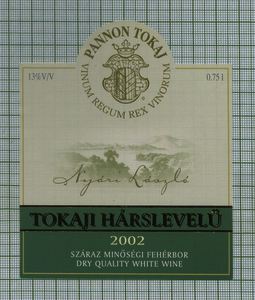 PANNON TOKAJ
VINUM REGUM REX VINORUM
13%V/V
0.75 l
Nyári László
TOKAJI HÁRSLEVELŰ
2002
SZÁRAZ MINŐSÉGI FEHÉRBOR
DRY QUALITY WHITE WINE